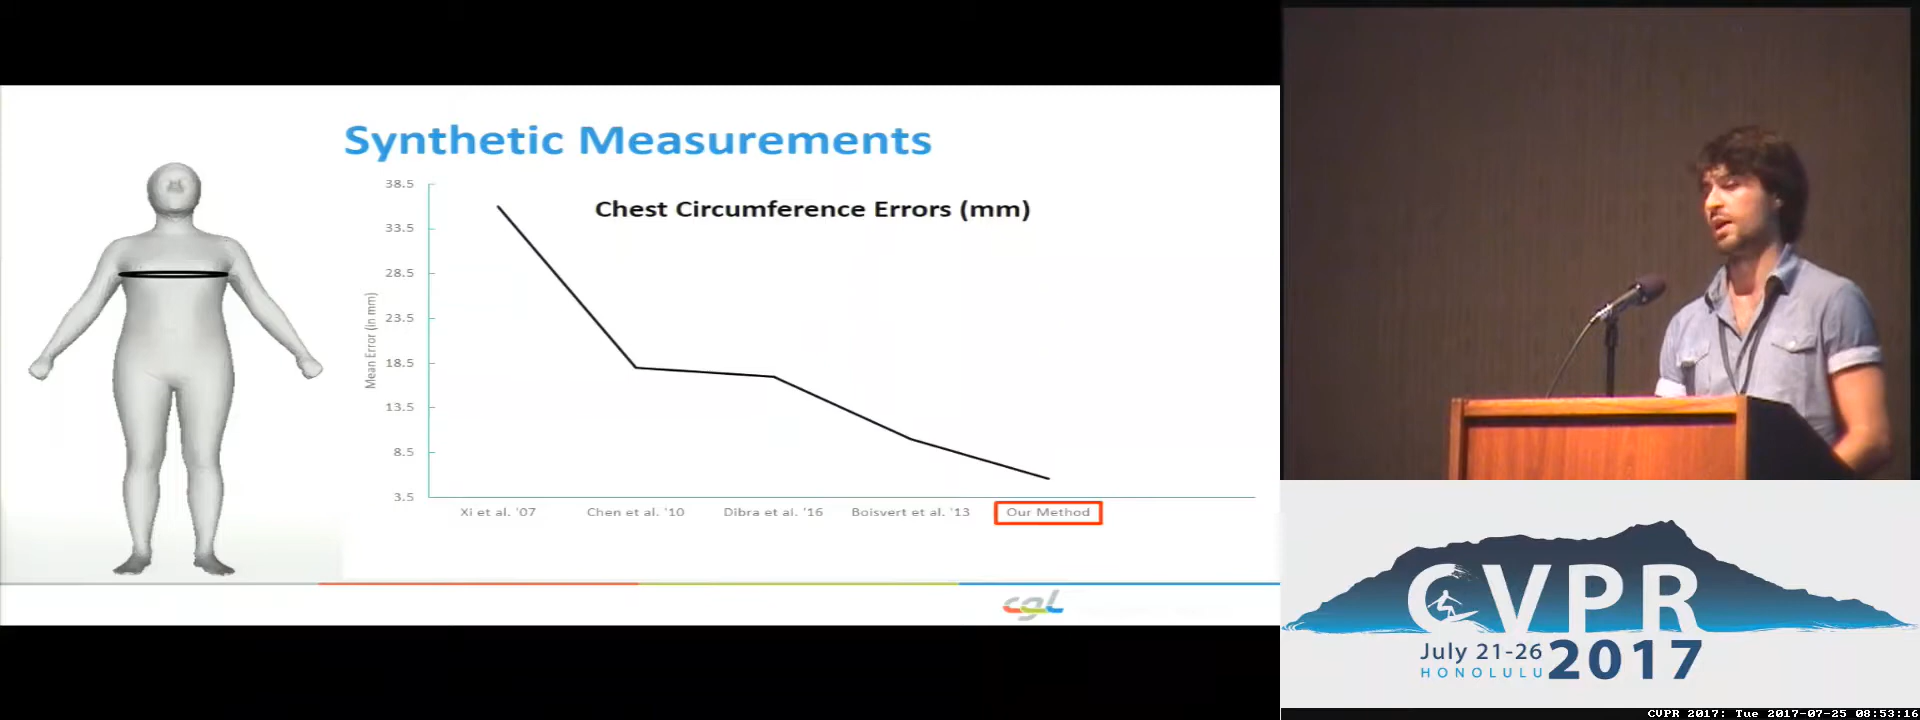 Synthetic Measurements
Chest Circumference Errors (mm)
38.5
33.5
28.5
23.5
18.5
13.5
8.5
3.5
Mean Error (in mm)
Xi et al. '07
Chen et al. '10
Dibra et al. '16
Boisvert et al. '13
Our Method
cgl
CVPR
July 21-26
HONOLULU
2017
CVPR 2017: Tue 2017-07-25 08:53:16